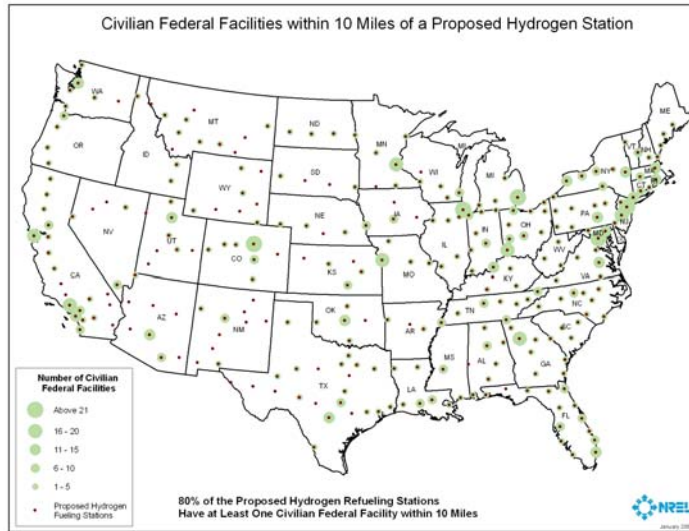 Civilian Federal Facilities within 10 Miles of a Proposed Hydrogen Station
WA
MT
ND
MN
ME
VT
NH
OR
ID
SD
WI
MI
MI
NY
WY
CT
IA
PA
NJ
NE
NV
UT
CO
IL
IN
OH
WV
VA
CA
KS
MO
KY
NC
AZ
NM
OK
AR
TN
SC
MS
AL
GA
TX
LA
FL
Number of Civilian
Federal Facilities
Above 21
16 - 20
11 - 15
6 - 10
1 - 5
Proposed Hydrogen
Fueling Stations
80% of the Proposed Hydrogen Refueling Stations
Have at Least One Civilian Federal Facility within 10 Miles
NREL